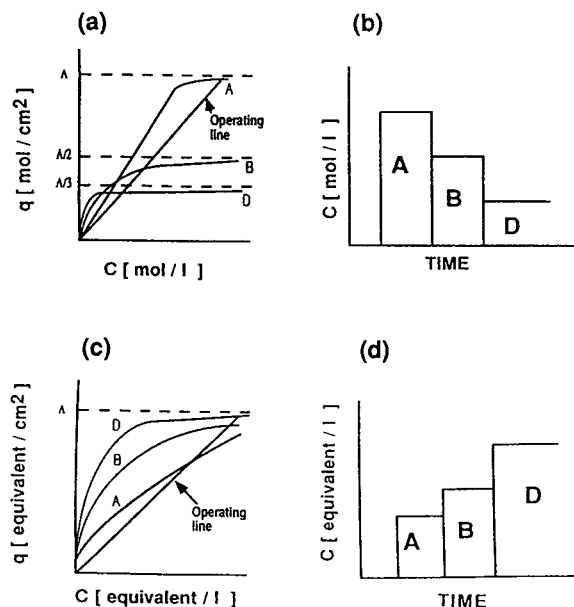 (a)
Λ
Λ/2
Λ/3
A
Operating
line
B
D
q [ mol / cm2 ]
C [ mol / l ]
(b)
C [ mol / l ]
A
B
D
TIME
(c)
Λ
D
B
A
Operating
line
q [ equivalent / cm2 ]
C [ equivalent / l ]
(d)
C [ equivalent / l ]
A
B
D
TIME